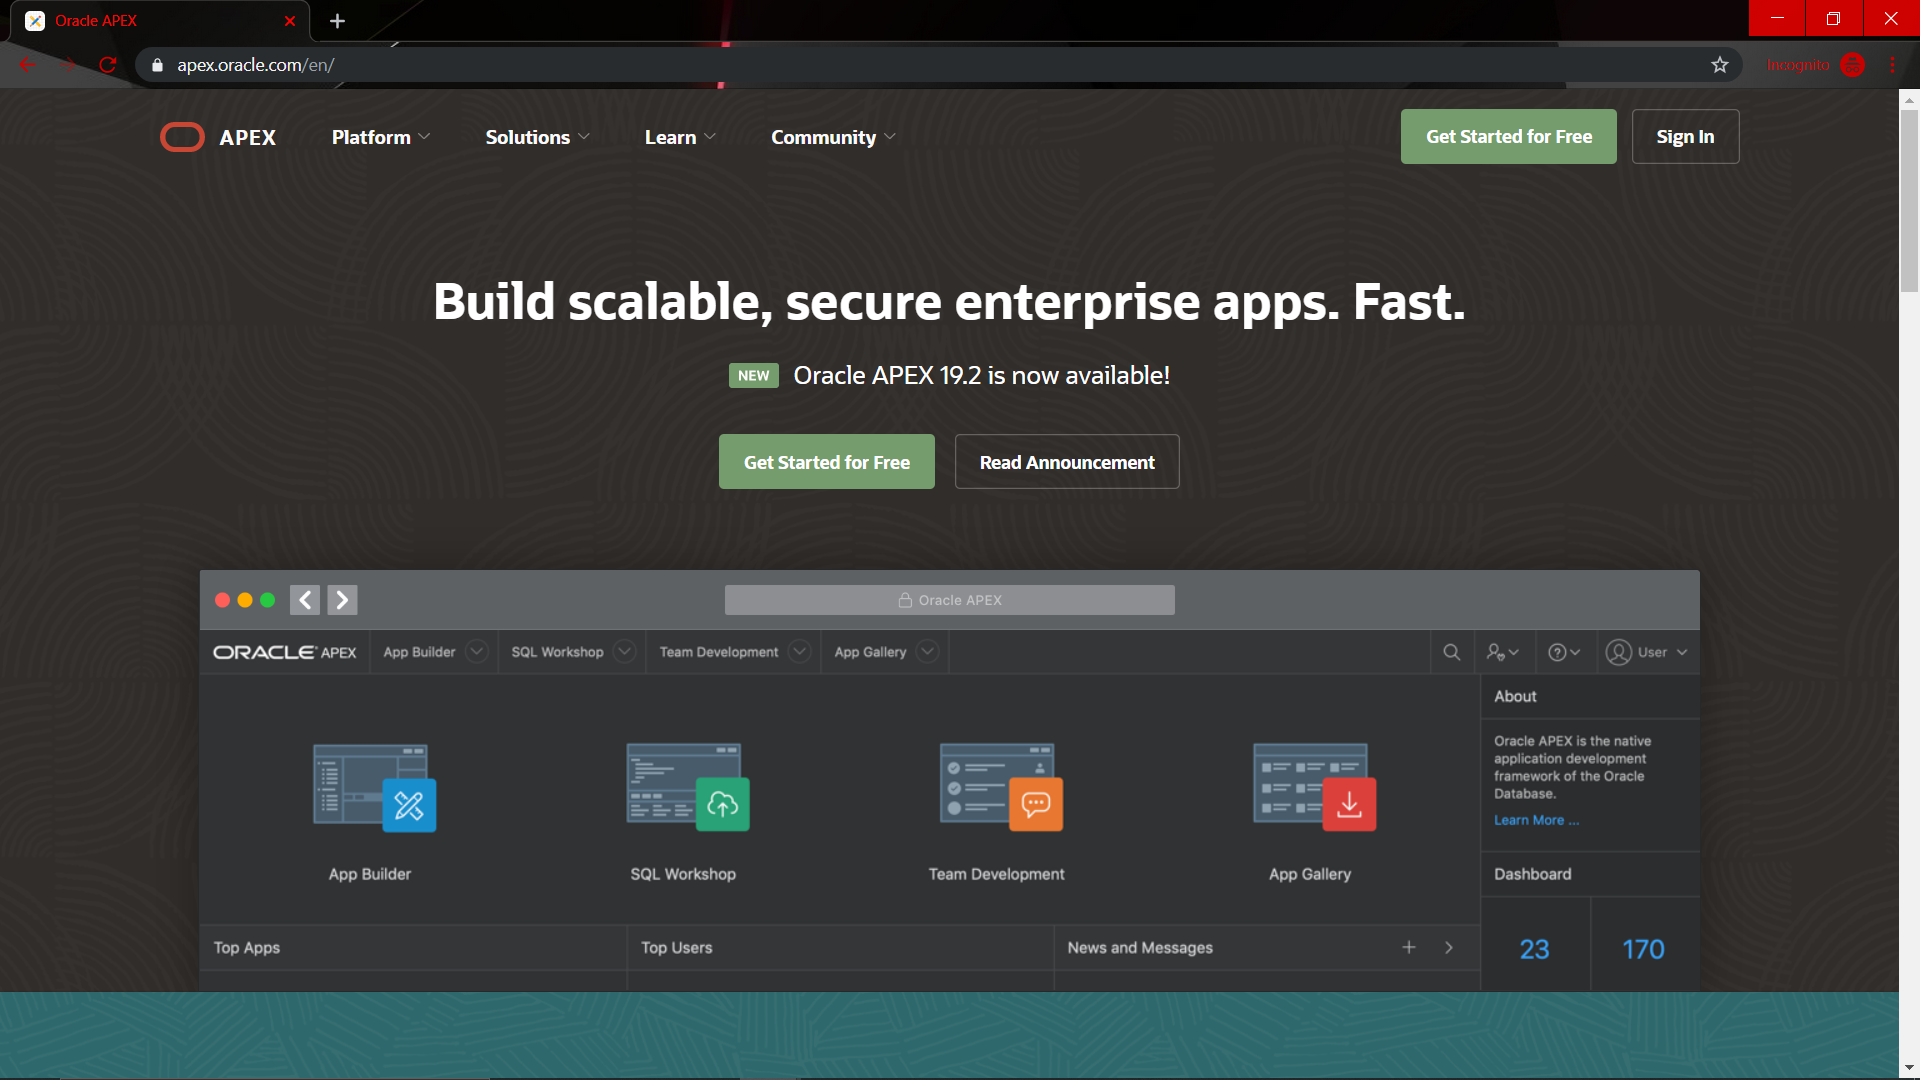 Oracle APEX
apex.oracle.com/en/
Incognito
APEX
Platform
Solutions
Learn
Community
Get Started for Free
Sign In
Build scalable, secure enterprise apps. Fast.
NEW Oracle APEX 19.2 is now available!
Get Started for Free
Read Announcement
Oracle APEX
ORACLE APEX
App Builder
SQL Workshop
Team Development
App Gallery
User
About
Oracle APEX is the native
application development
framework of the Oracle
Database.
Learn More ...
App Builder
SQL Workshop
Team Development
App Gallery
Dashboard
Top Apps
Top Users
News and Messages
23
170